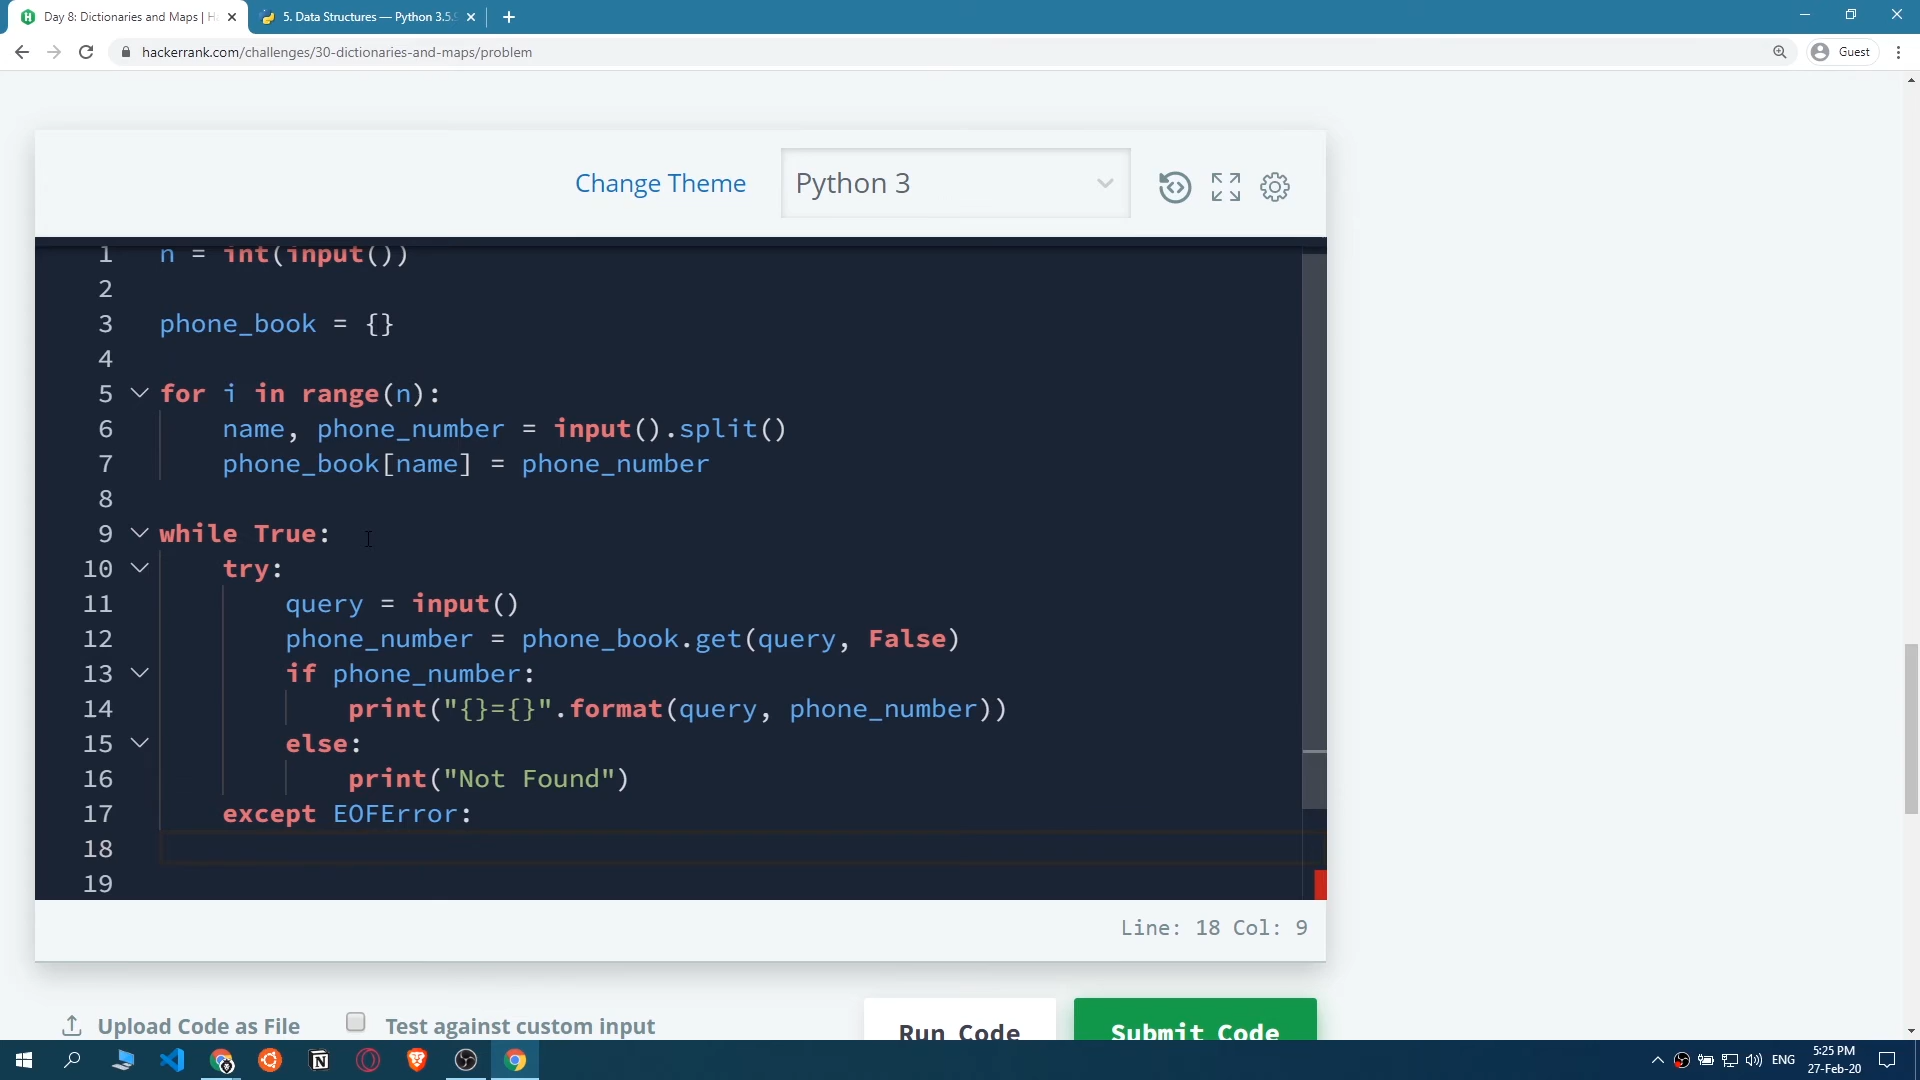 Day 8: Dictionaries and Maps | Ha
5. Data Structures — Python 3.5.9
hackerrank.com/challenges/30-dictionaries-and-maps/problem
Guest
Change Theme
Python 3
1 n = int(input())
2
3 phone_book = {}
4
5 for i in range(n):
6 name, phone_number = input().split()
7 phone_book[name] = phone_number
8
9 while True:
10 try:
11 query = input()
12 phone_number = phone_book.get(query, False)
13 if phone_number:
14 print("{}={}".format(query, phone_number))
15 else:
16 print("Not Found")
17 except EOFError:
18
19
Line: 18 Col: 9
Upload Code as File
Test against custom input
Run Code
Submit Code
ENG
5:25 PM
27-Feb-20